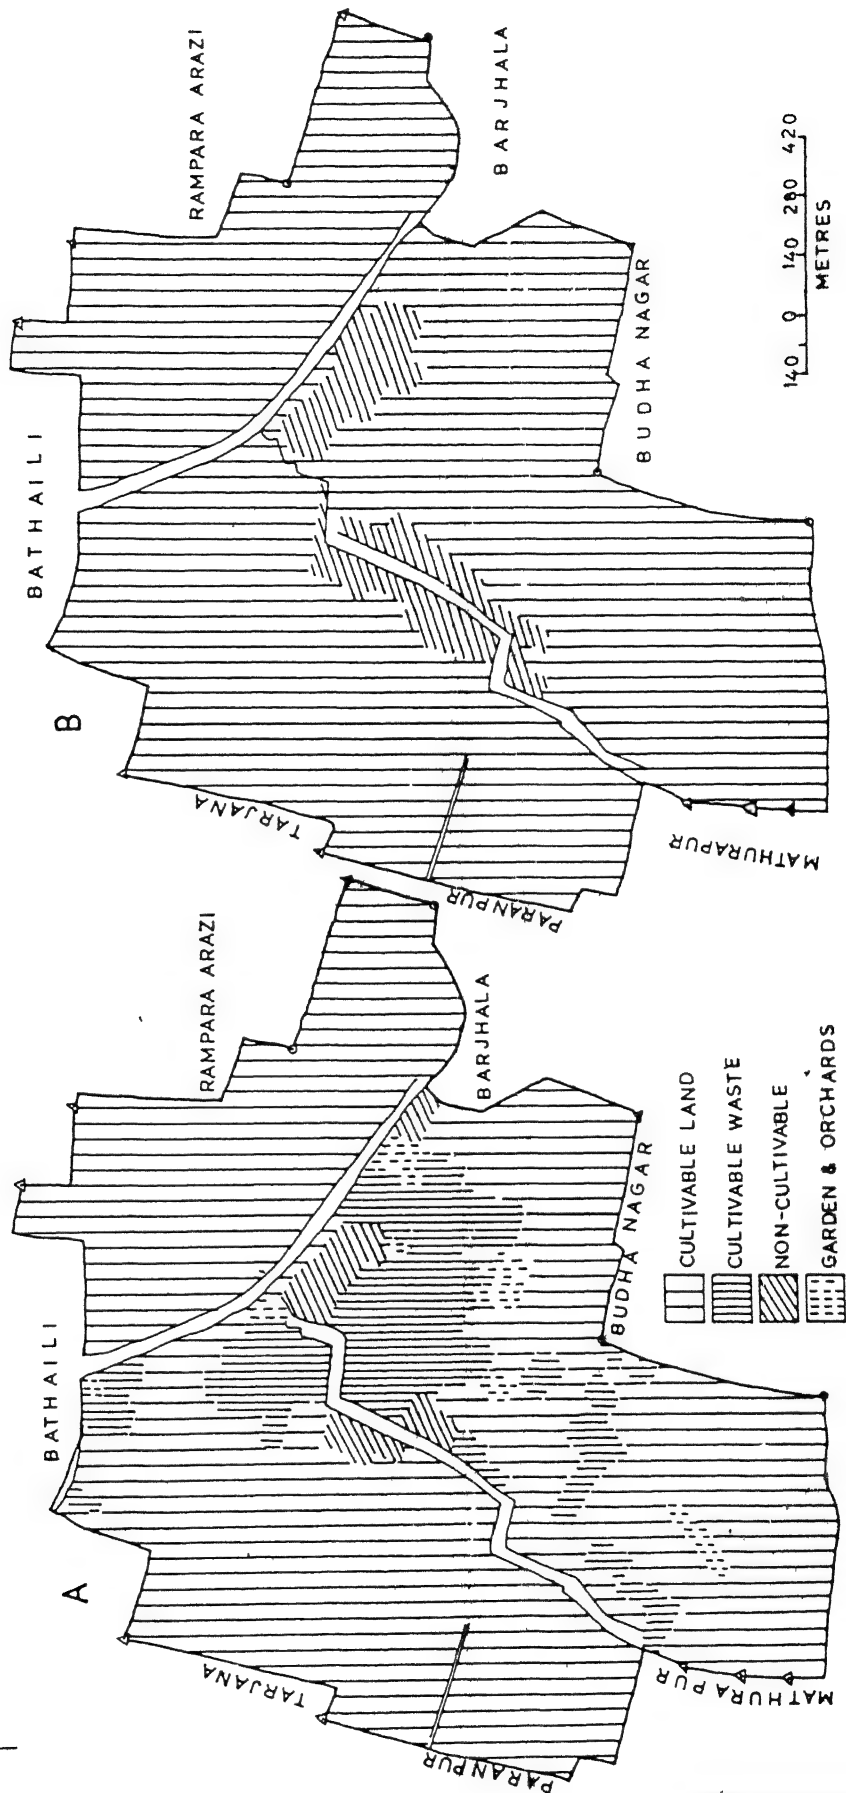 A
BATHAILI
RAMPARA ARAZI
TARJANA
PARANPUR
BARJHALA
MATHURAPUR
BUDHA NAGAR
CULTIVABLE LAND
CULTIVABLE WASTE
NON-CULTIVABLE
GARDEN & ORCHARDS
B
BATHAILI
RAMPARA ARAZI
TARJANA
PARANPUR
BARJHALA
MATHURAPUR
BUDHA NAGAR
140 0 140 280 420
METRES